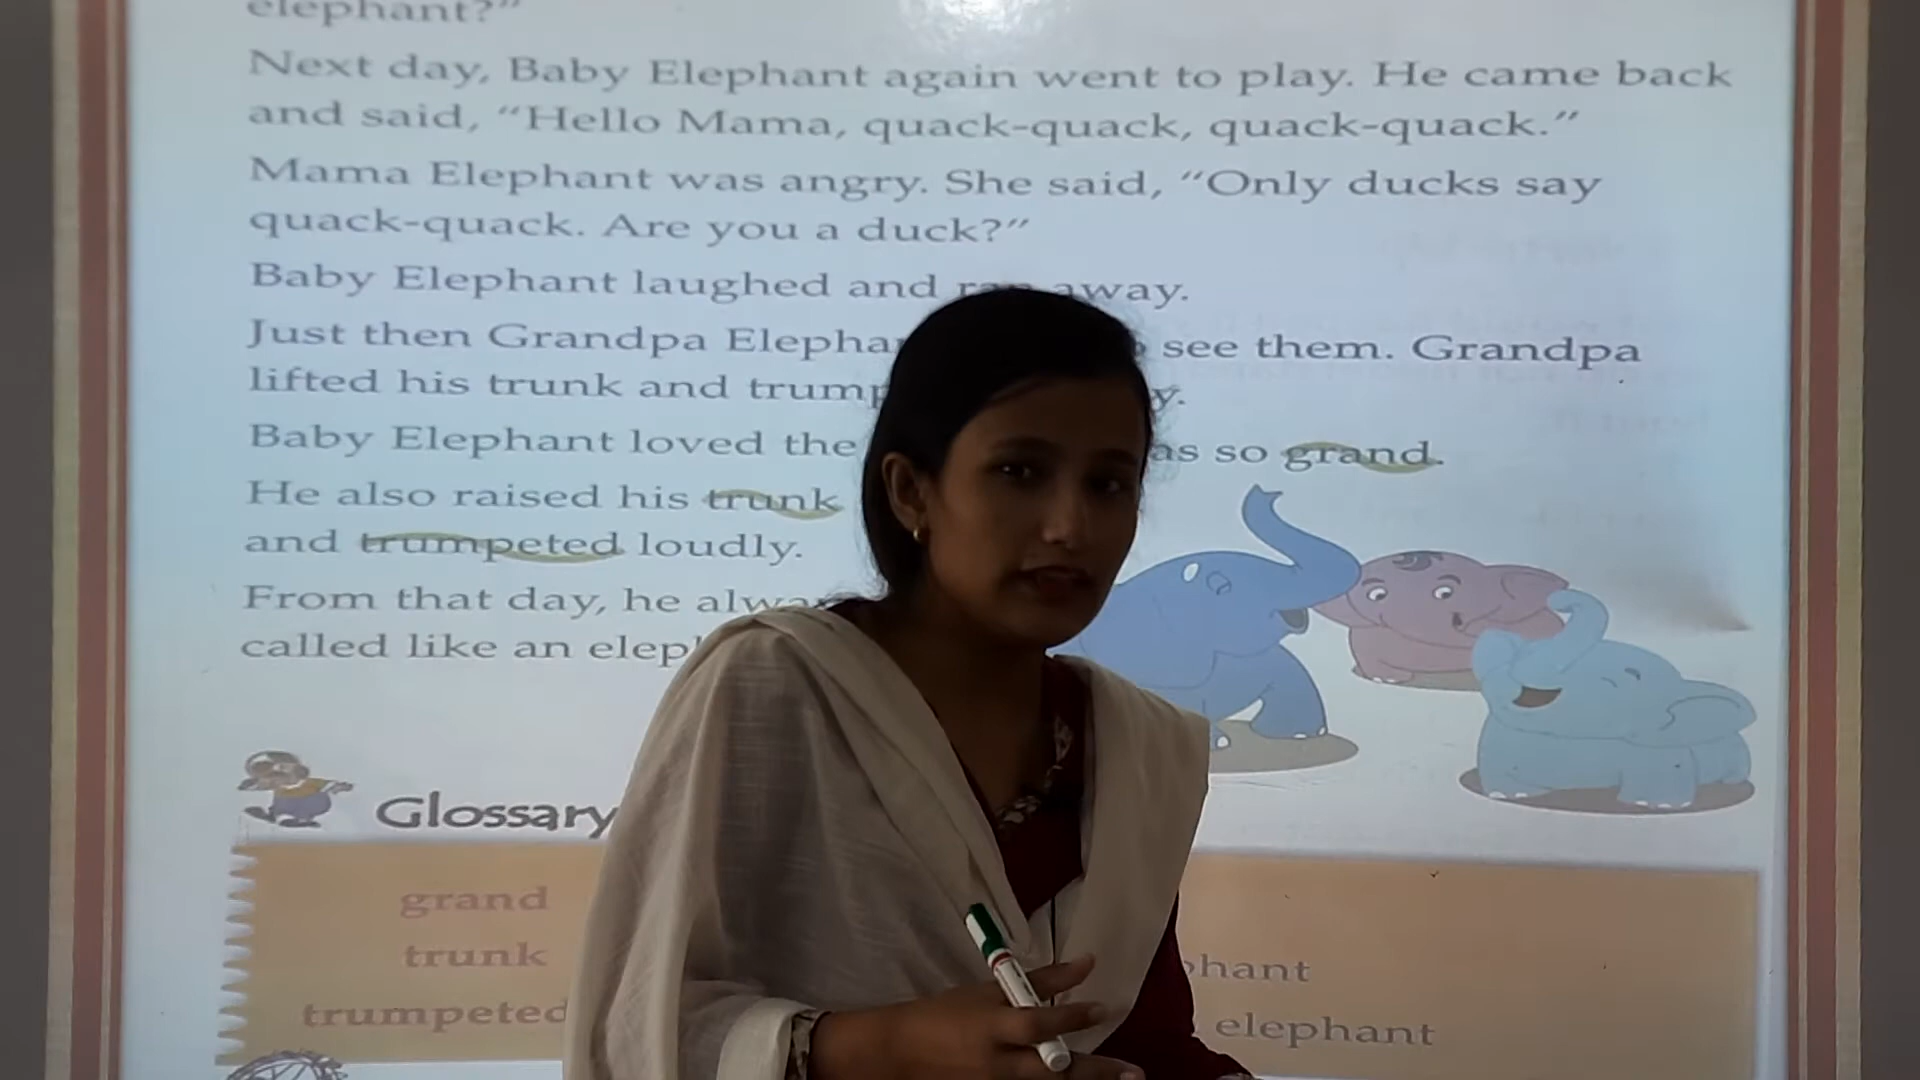 elephant?"
Next day, Baby Elephant again went to play. He came back
and said, "Hello Mama, quack-quack, quack-quack."
Mama Elephant was angry. She said, "Only ducks say
quack-quack. Are you a duck?"
Baby Elephant laughed and ran away.
Just then Grandpa see them. Grandpa
lifted his trunk and
Baby Elephant loved the so grand.
He also raised his trunk
and trumpeted loudly.
From that day, he
called like an
Glossary
grand
trunk
trumpeted elephant